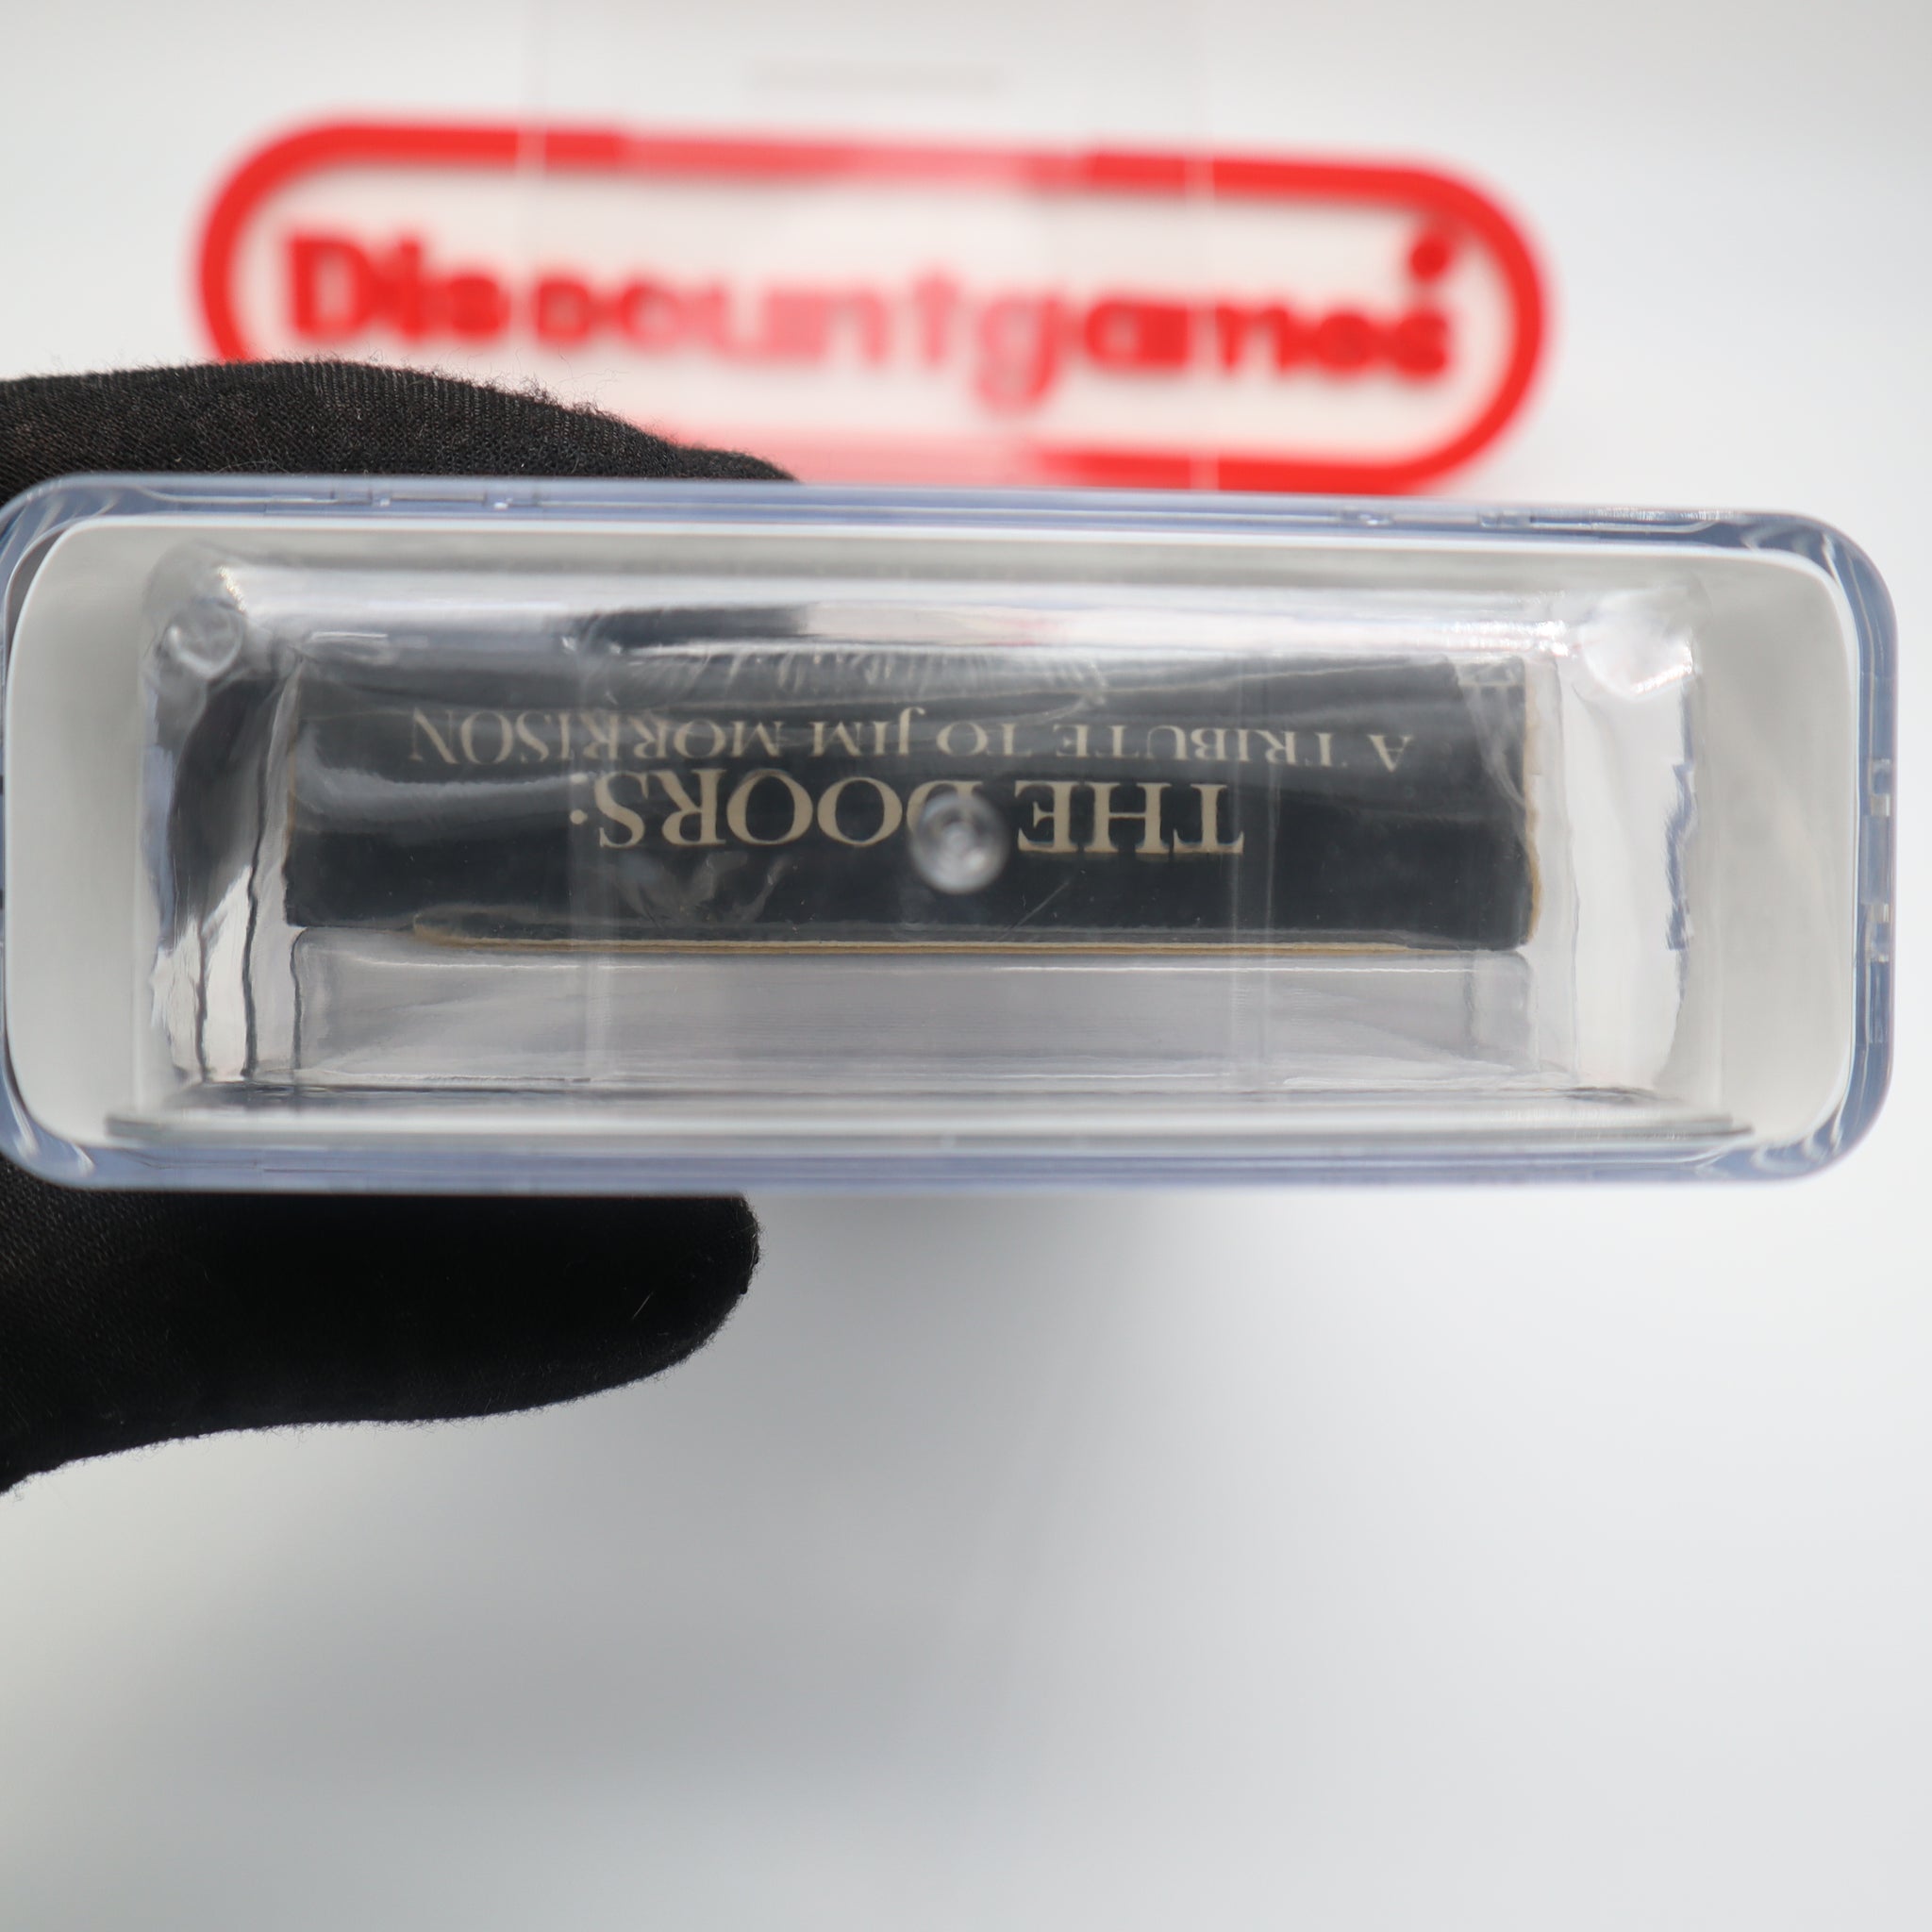 Discountgames
THE DOORS:
A TRIBUTE TO JIM MORRISON